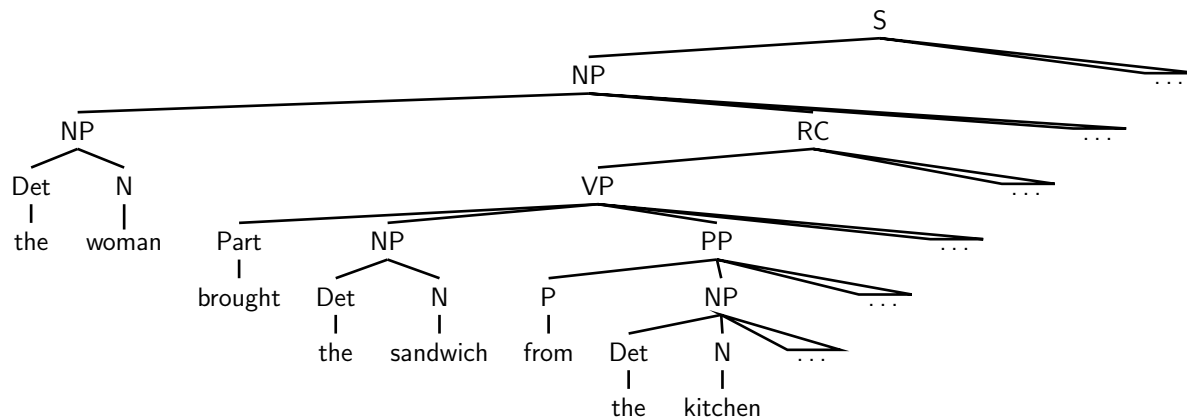 S
NP . . .
NP RC . . .
Det N VP . . .
the woman Part NP PP . . .
brought Det N P NP . . .
the sandwich from Det N . . .
the kitchen